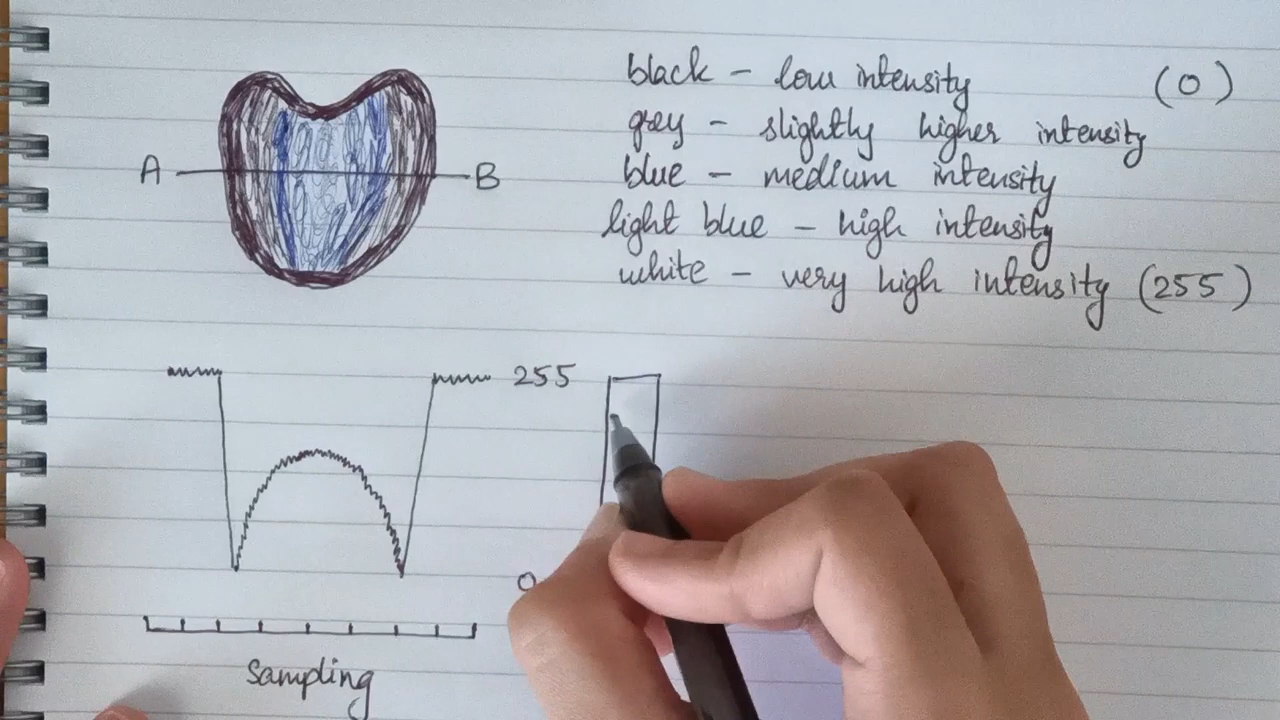 black - low intensity (0)
grey - slightly higher intensity
A B
blue - medium intensity
light blue - high intensity
white - very high intensity (255)
255
0
Sampling